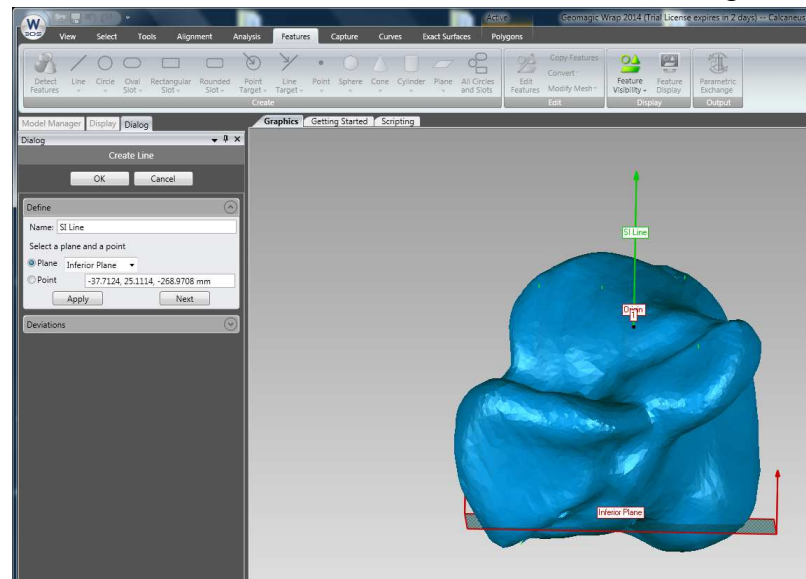 Active
Geomagic Wrap 2014 (Trial License expires in 2 days) -- Calcaneus
W
3DS
View Select Tools Alignment Analysis Features Capture Curves Exact Surfaces Polygons
Detect Features
Line
Circle
Oval Slot
Rectangular Slot
Rounded Slot
Point Target
Line Target
Point
Sphere
Cone
Cylinder
Plane
All Circles and Slots
Create
Edit Features
Copy Features
Convert
Modify Mesh
Edit
Feature Visibility
Feature Display
Display
Parametric Exchange
Output
Model Manager Display Dialog
Graphics Getting Started Scripting
Dialog
Create Line
OK Cancel
Define
Name: SI Line
Select a plane and a point
Plane Inferior Plane
Point -37.7124, 25.1114, -268.9708 mm
Apply Next
Deviations
SI Line
Origin
1
Inferior Plane